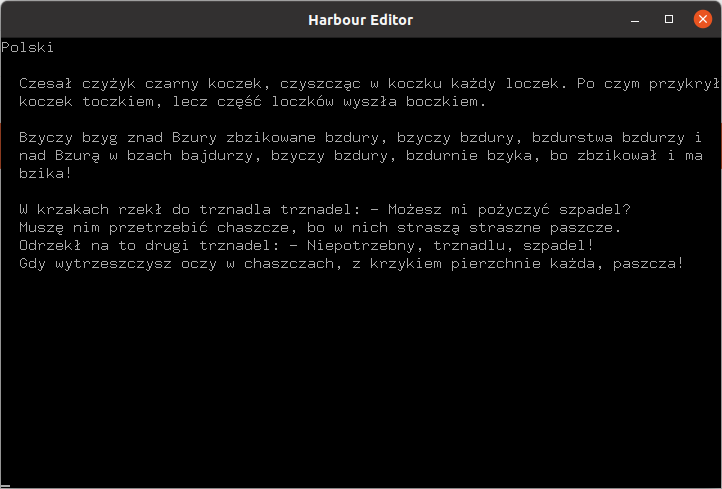 Harbour Editor
Polski
Czesał czyżyk czarny koczek, czyszcząc w koczku każdy loczek. Po czym przykrył
koczek toczkiem, lecz część loczków wyszła boczkiem.
Bzyczy bzyg znad Bzury zbzikowane bzdury, bzyczy bzdury, bzdurstwa bzdurzy i
nad Bzurą w bzach bajdurzy, bzyczy bzdury, bzdurnie bzyka, bo zbzikował i ma
bzika!
W krzakach rzekł do trznadla trznadel: – Możesz mi pożyczyć szpadel?
Muszę nim przetrzebić chaszcze, bo w nich straszą straszne paszcze.
Odrzekł na to drugi trznadel: – Niepotrzebny, trznadlu, szpadel!
Gdy wytrzeszczysz oczy w chaszczach, z krzykiem pierzchnie każda, paszcza!